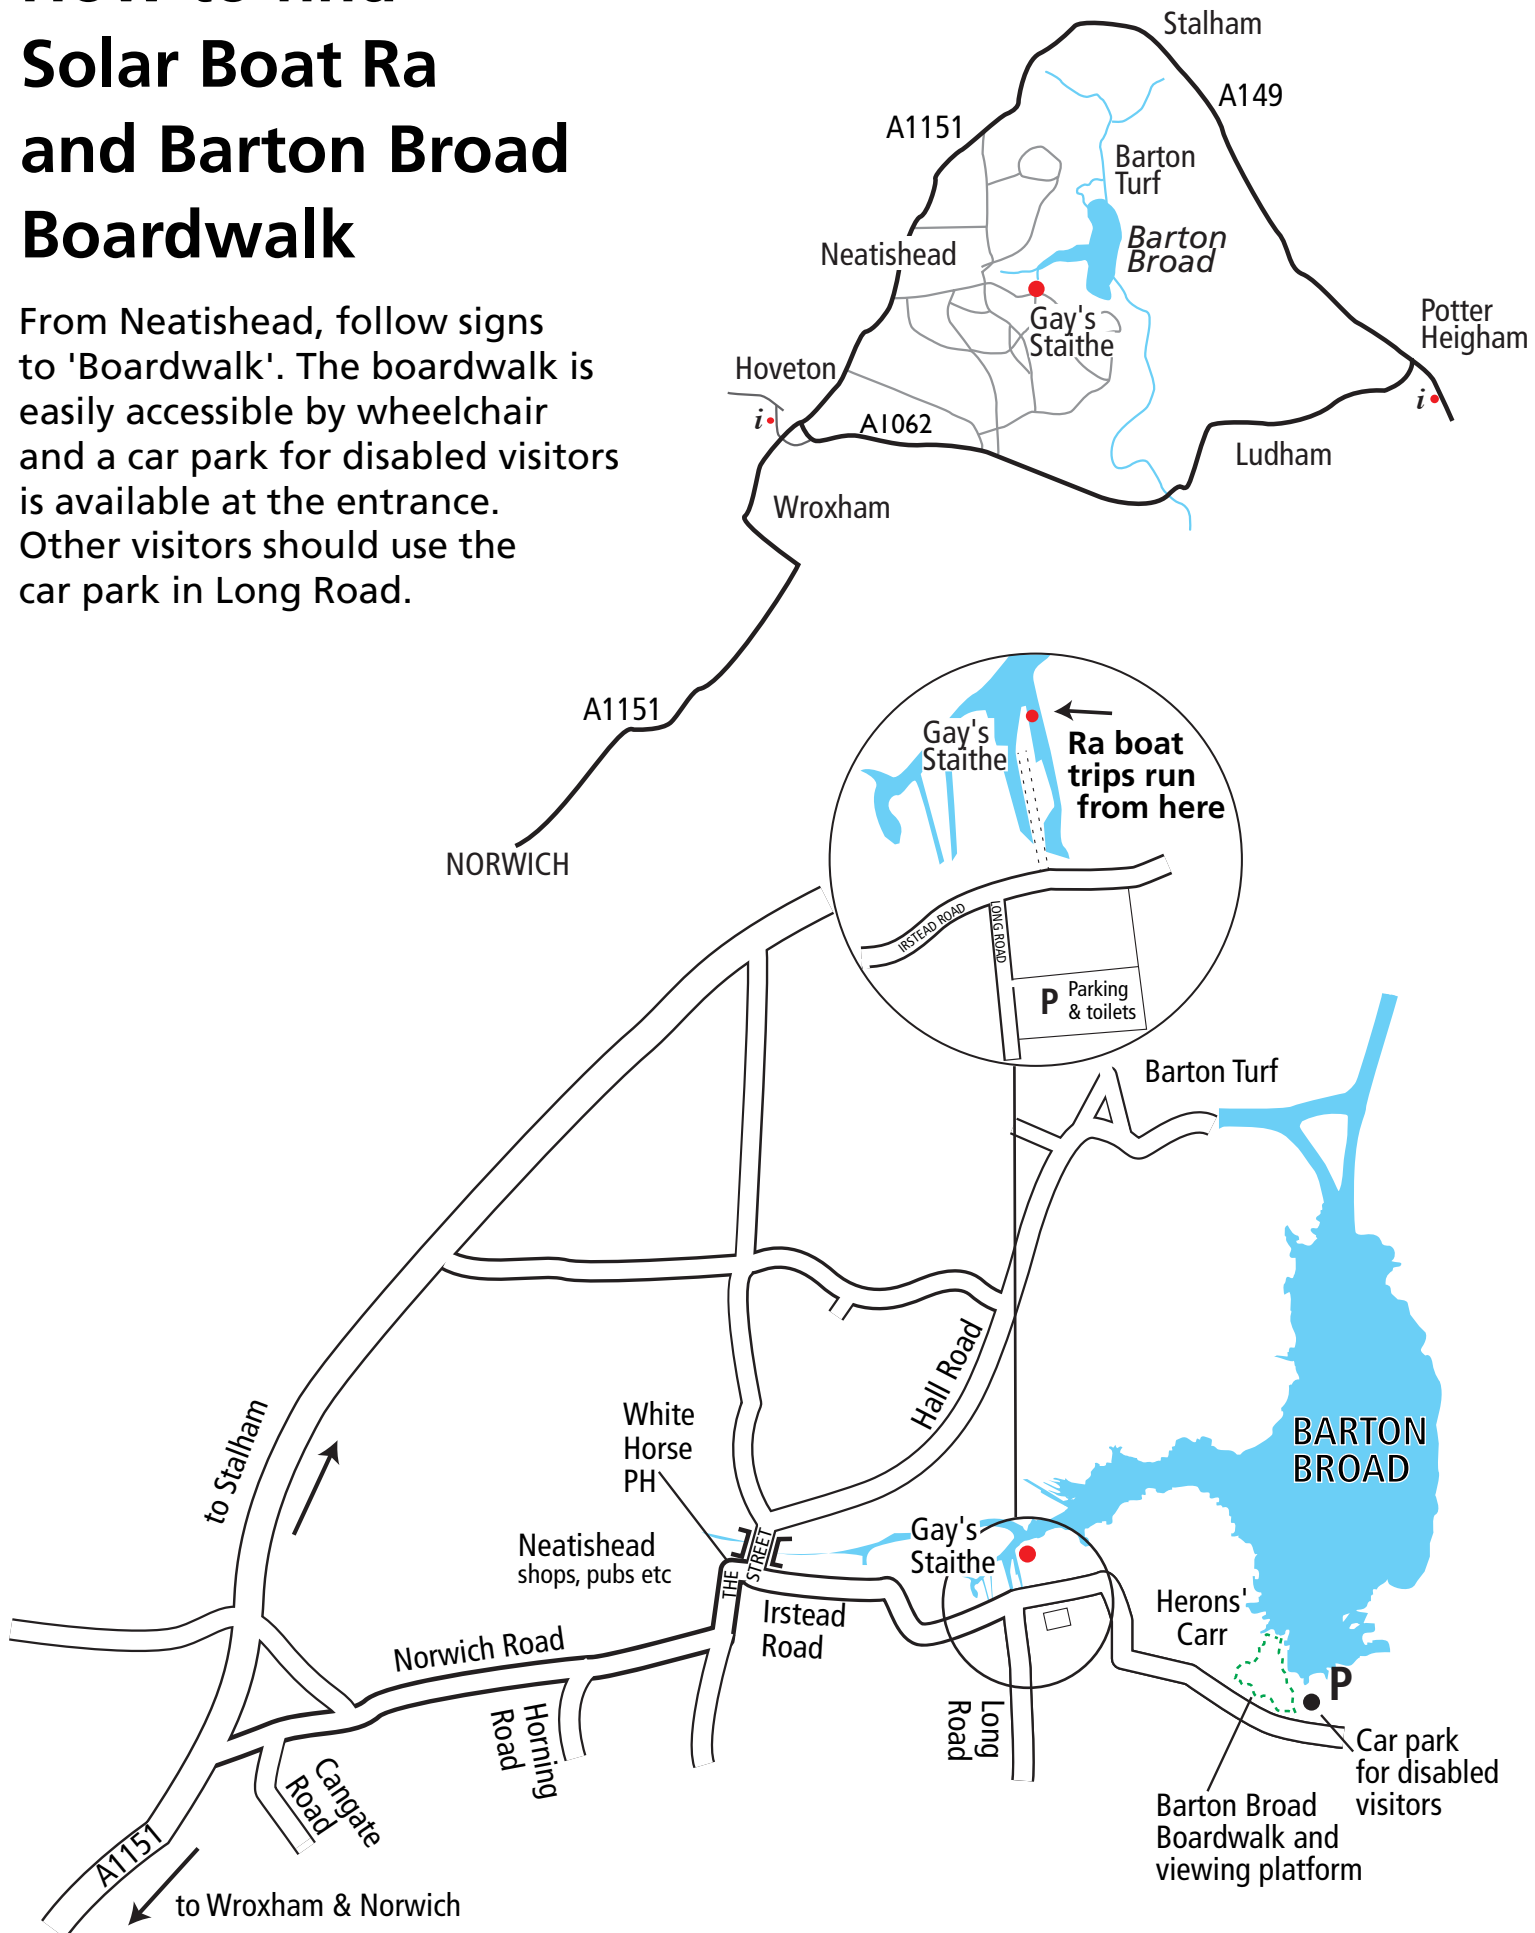 How to find
Solar Boat Ra
and Barton Broad
Boardwalk
From Neatishead, follow signs
to 'Boardwalk'. The boardwalk is
easily accessible by wheelchair
and a car park for disabled visitors
is available at the entrance.
Other visitors should use the
car park in Long Road.
Stalham
A149
A1151
Barton
Turf
Barton
Broad
Neatishead
Gay's
Staithe
Potter
Heigham
i
Hoveton
i
A1062
Ludham
Wroxham
A1151
NORWICH
Gay's
Staithe
Ra boat
trips run
from here
IRSTEAD ROAD
LONG ROAD
P
Parking
& toilets
Barton Turf
Hall Road
to Stalham
White
Horse
PH
BARTON
BROAD
Neatishead
shops, pubs etc
THE
STREET
Gay's
Staithe
Irstead
Road
Herons'
Carr
Norwich Road
Horning
Road
Long
Road
P
Car park
for disabled
visitors
Cangate
Road
Barton Broad
Boardwalk and
viewing platform
A1151
to Wroxham & Norwich